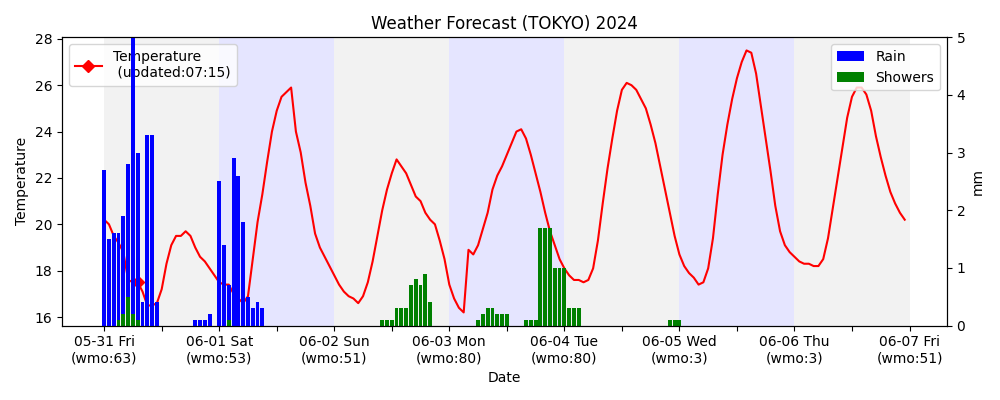 Weather Forecast (TOKYO) 2024
Temperature
(updated:07:15)
Rain
Showers
Temperature
28
26
24
22
20
18
16
5
4
3
2
1
0
mm
05-31 Fri
(wmo:63)
06-01 Sat
(wmo:53)
06-02 Sun
(wmo:51)
06-03 Mon
(wmo:80)
06-04 Tue
(wmo:80)
06-05 Wed
(wmo:3)
06-06 Thu
(wmo:3)
06-07 Fri
(wmo:51)
Date